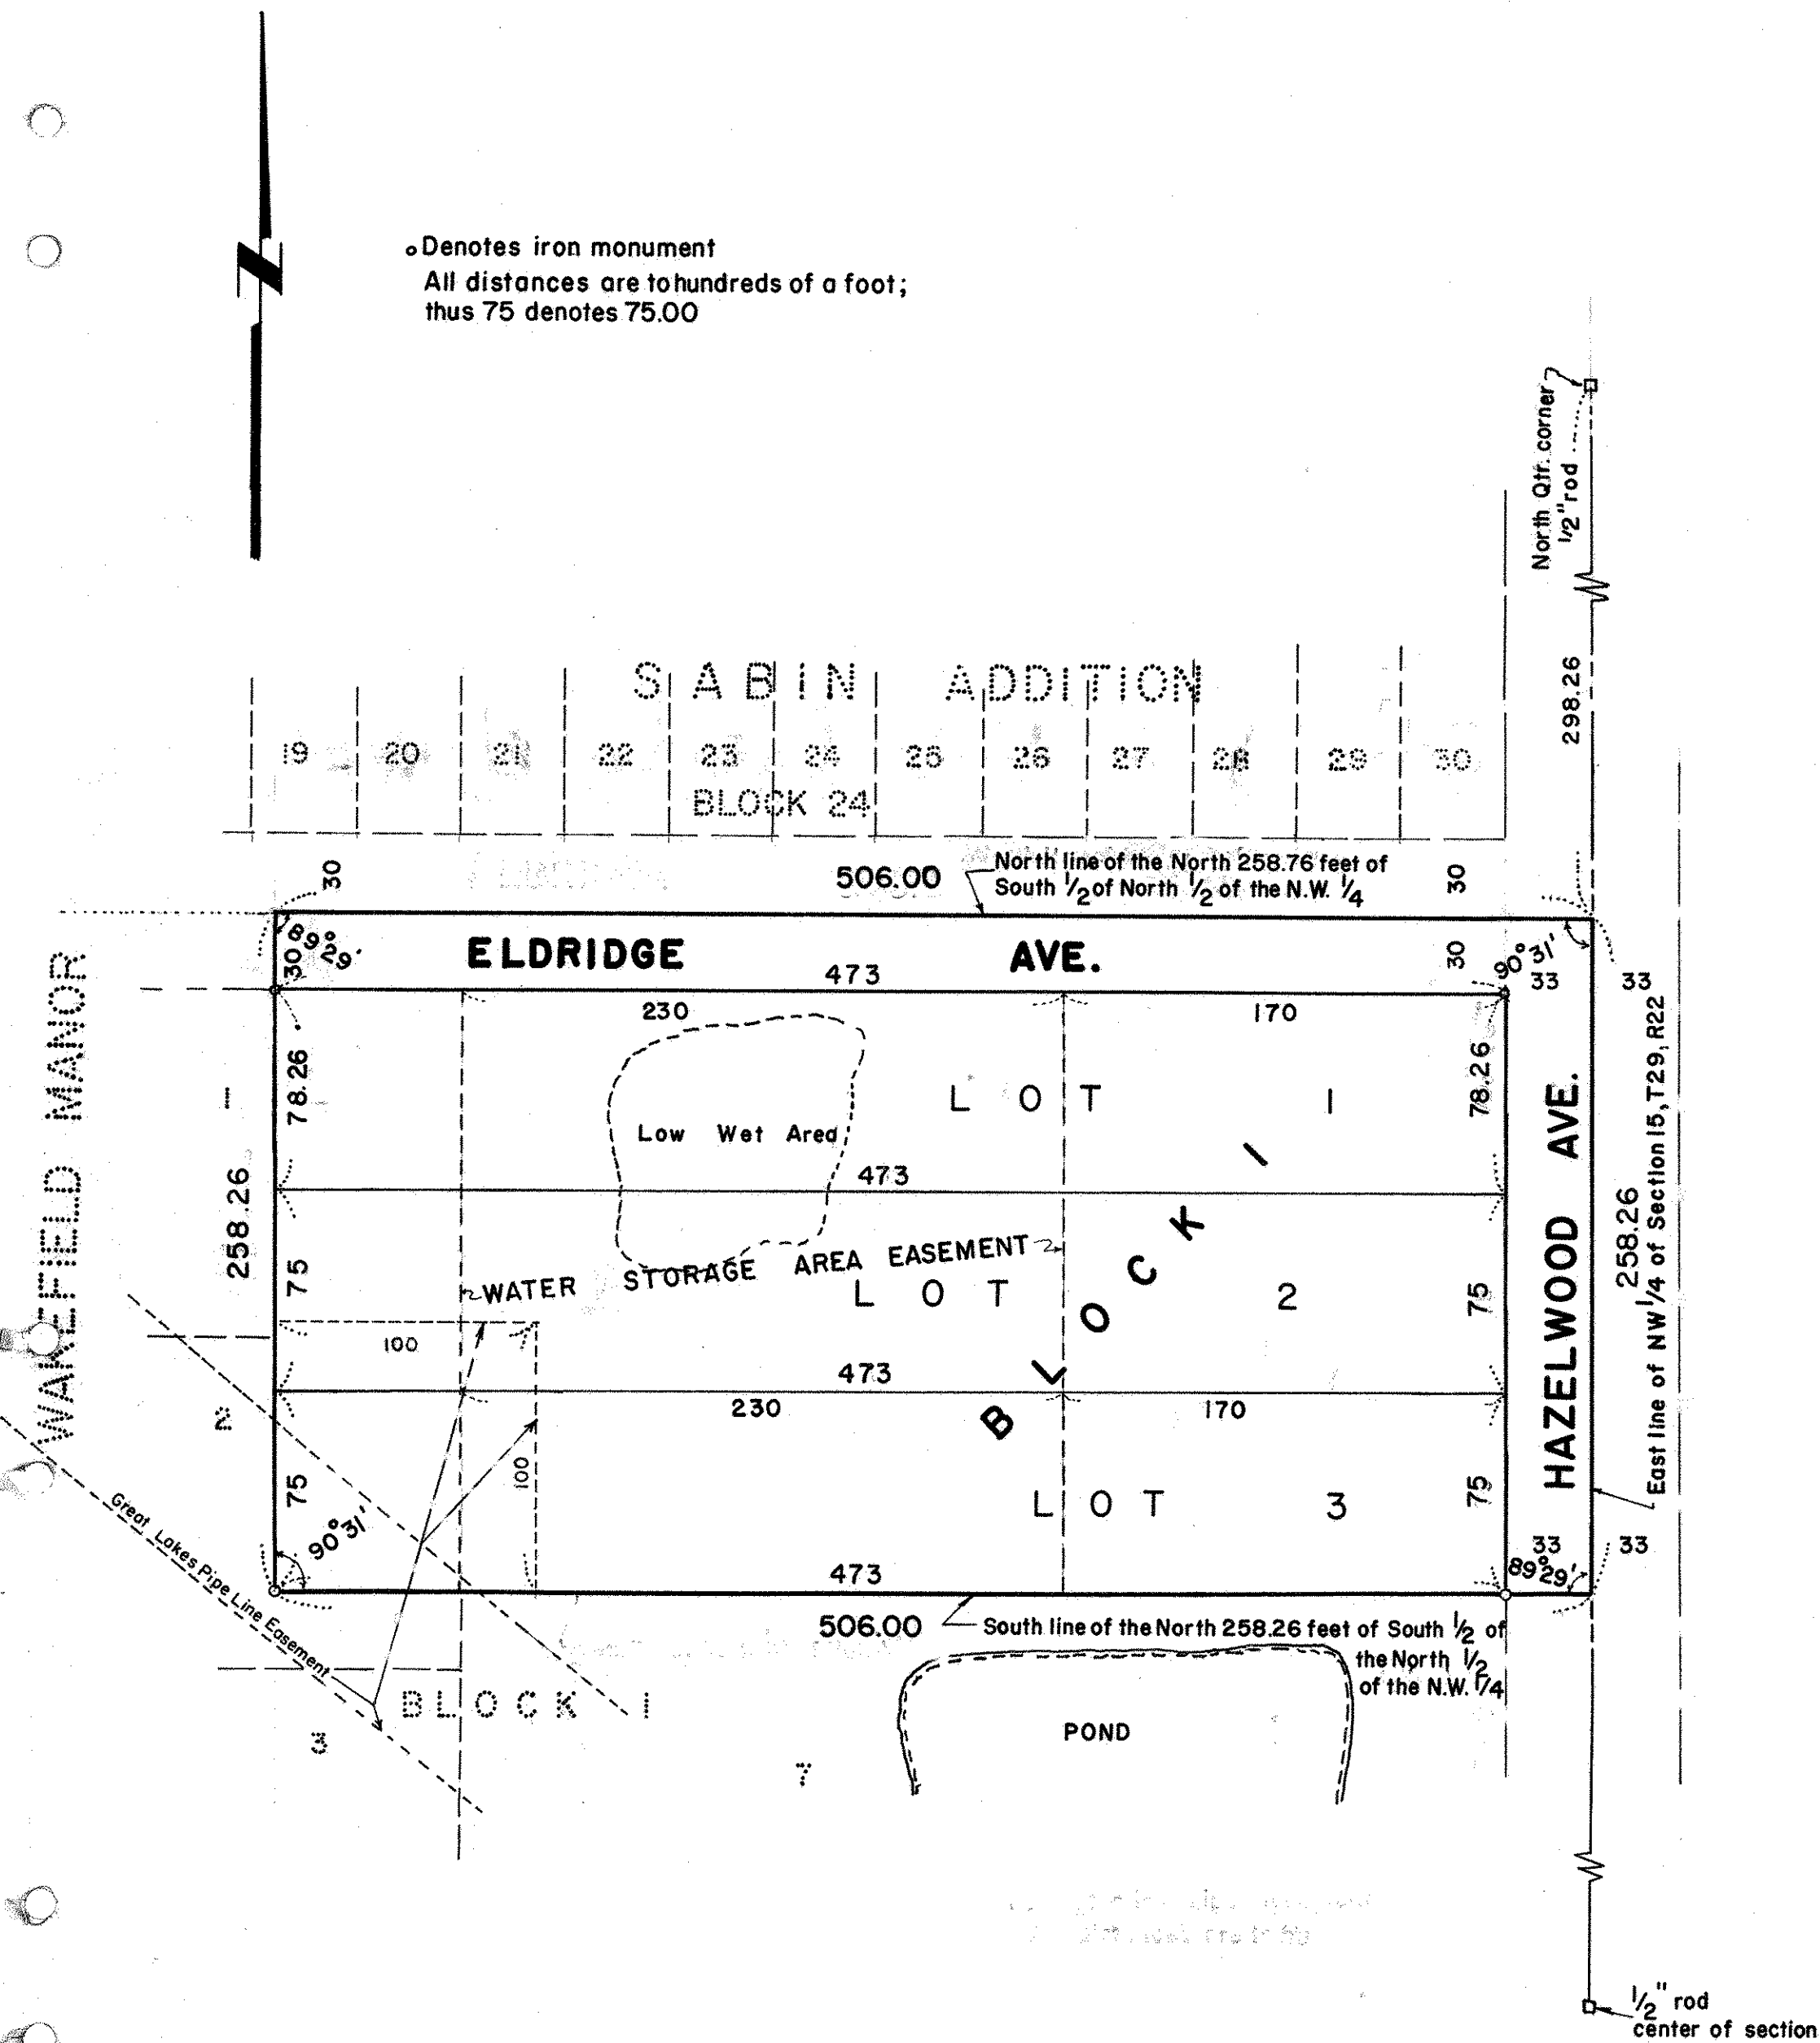 Denotes iron monument
All distances are to hundreds of a foot;
thus 75 denotes 75.00
North Qtr. corner
1/2" rod
298.26
SABIN ADDITION
19 20 21 22 23 24 25 26 27 28 29 30
BLOCK 24
30
506.00
North line of the North 258.76 feet of
South 1/2 of North 1/2 of the N.W. 1/4
30
89°29'
30
ELDRIDGE AVE.
30
90°31'
473
33
33
230
170
WAKEFIELD MANOR
1
78.26
LOT 1
78.26
Low Wet Area
473
258.26
WATER STORAGE AREA EASEMENT
75
LOT 2
75
BLOCK 1
HAZELWOOD AVE.
258.26
East line of NW 1/4 of Section 15, T29, R22
100
473
2
230
170
100
75
LOT 3
75
90°31'
Great Lakes Pipe Line Easement
473
33
33
89°29'
506.00
South line of the North 258.26 feet of South 1/2 of
the North 1/2
of the N.W. 1/4
BLOCK 1
3
7
POND
1/2" rod
center of section